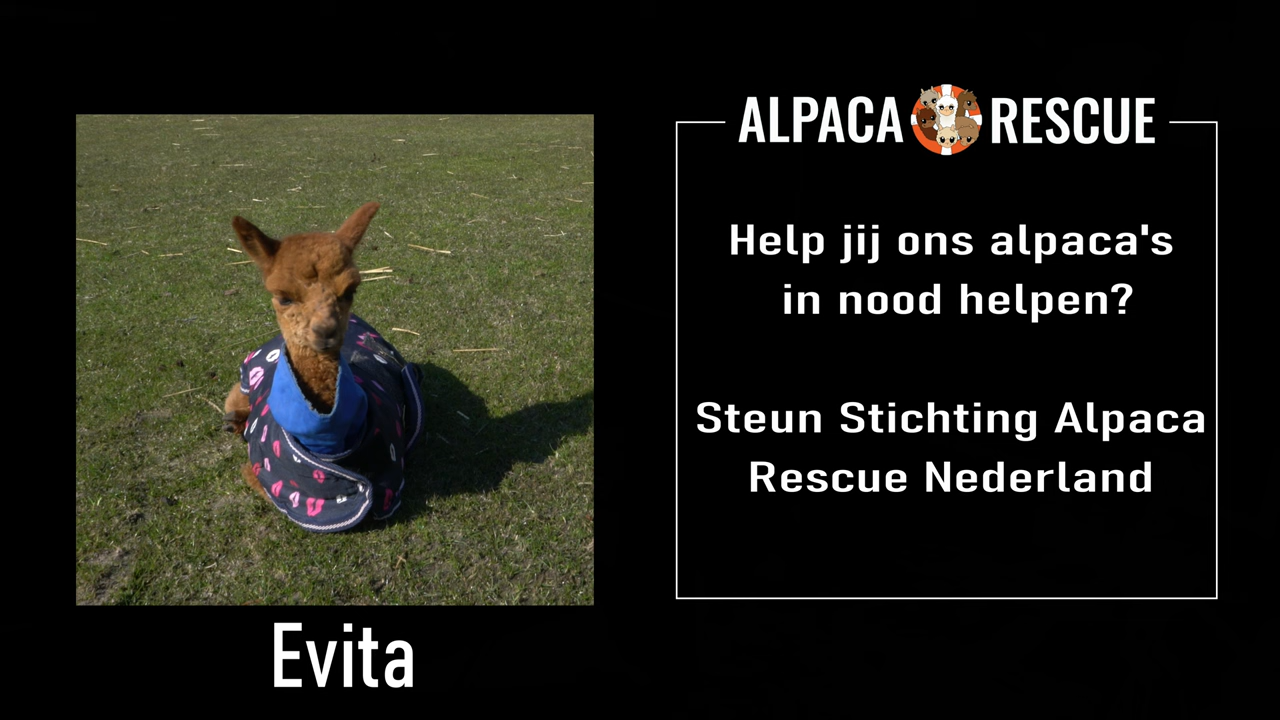 ALPACA RESCUE
Help jij ons alpaca's
in nood helpen?
Steun Stichting Alpaca
Rescue Nederland
Evita